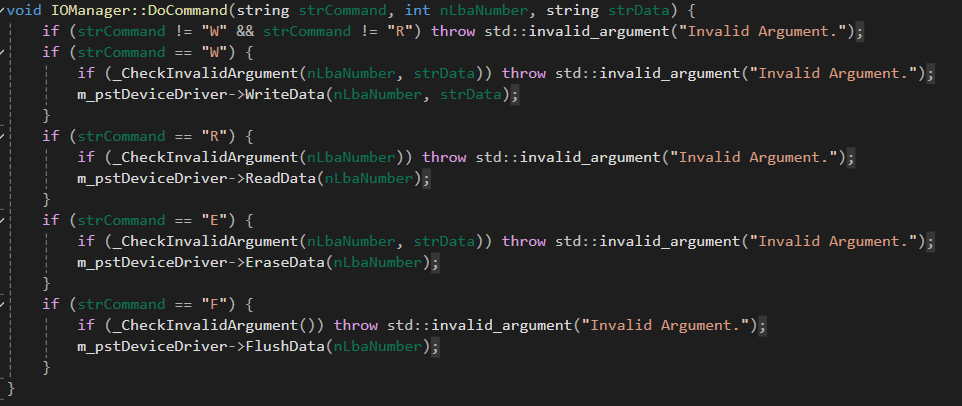 void IOManager::DoCommand(string strCommand, int nLbaNumber, string strData) {
    if (strCommand != "W" && strCommand != "R") throw std::invalid_argument("Invalid Argument.");
    if (strCommand == "W") {
        if (_CheckInvalidArgument(nLbaNumber, strData)) throw std::invalid_argument("Invalid Argument.");
        m_pstDeviceDriver->WriteData(nLbaNumber, strData);
    }
    if (strCommand == "R") {
        if (_CheckInvalidArgument(nLbaNumber)) throw std::invalid_argument("Invalid Argument.");
        m_pstDeviceDriver->ReadData(nLbaNumber);
    }
    if (strCommand == "E") {
        if (_CheckInvalidArgument(nLbaNumber, strData)) throw std::invalid_argument("Invalid Argument.");
        m_pstDeviceDriver->EraseData(nLbaNumber);
    }
    if (strCommand == "F") {
        if (_CheckInvalidArgument()) throw std::invalid_argument("Invalid Argument.");
        m_pstDeviceDriver->FlushData(nLbaNumber);
    }
}